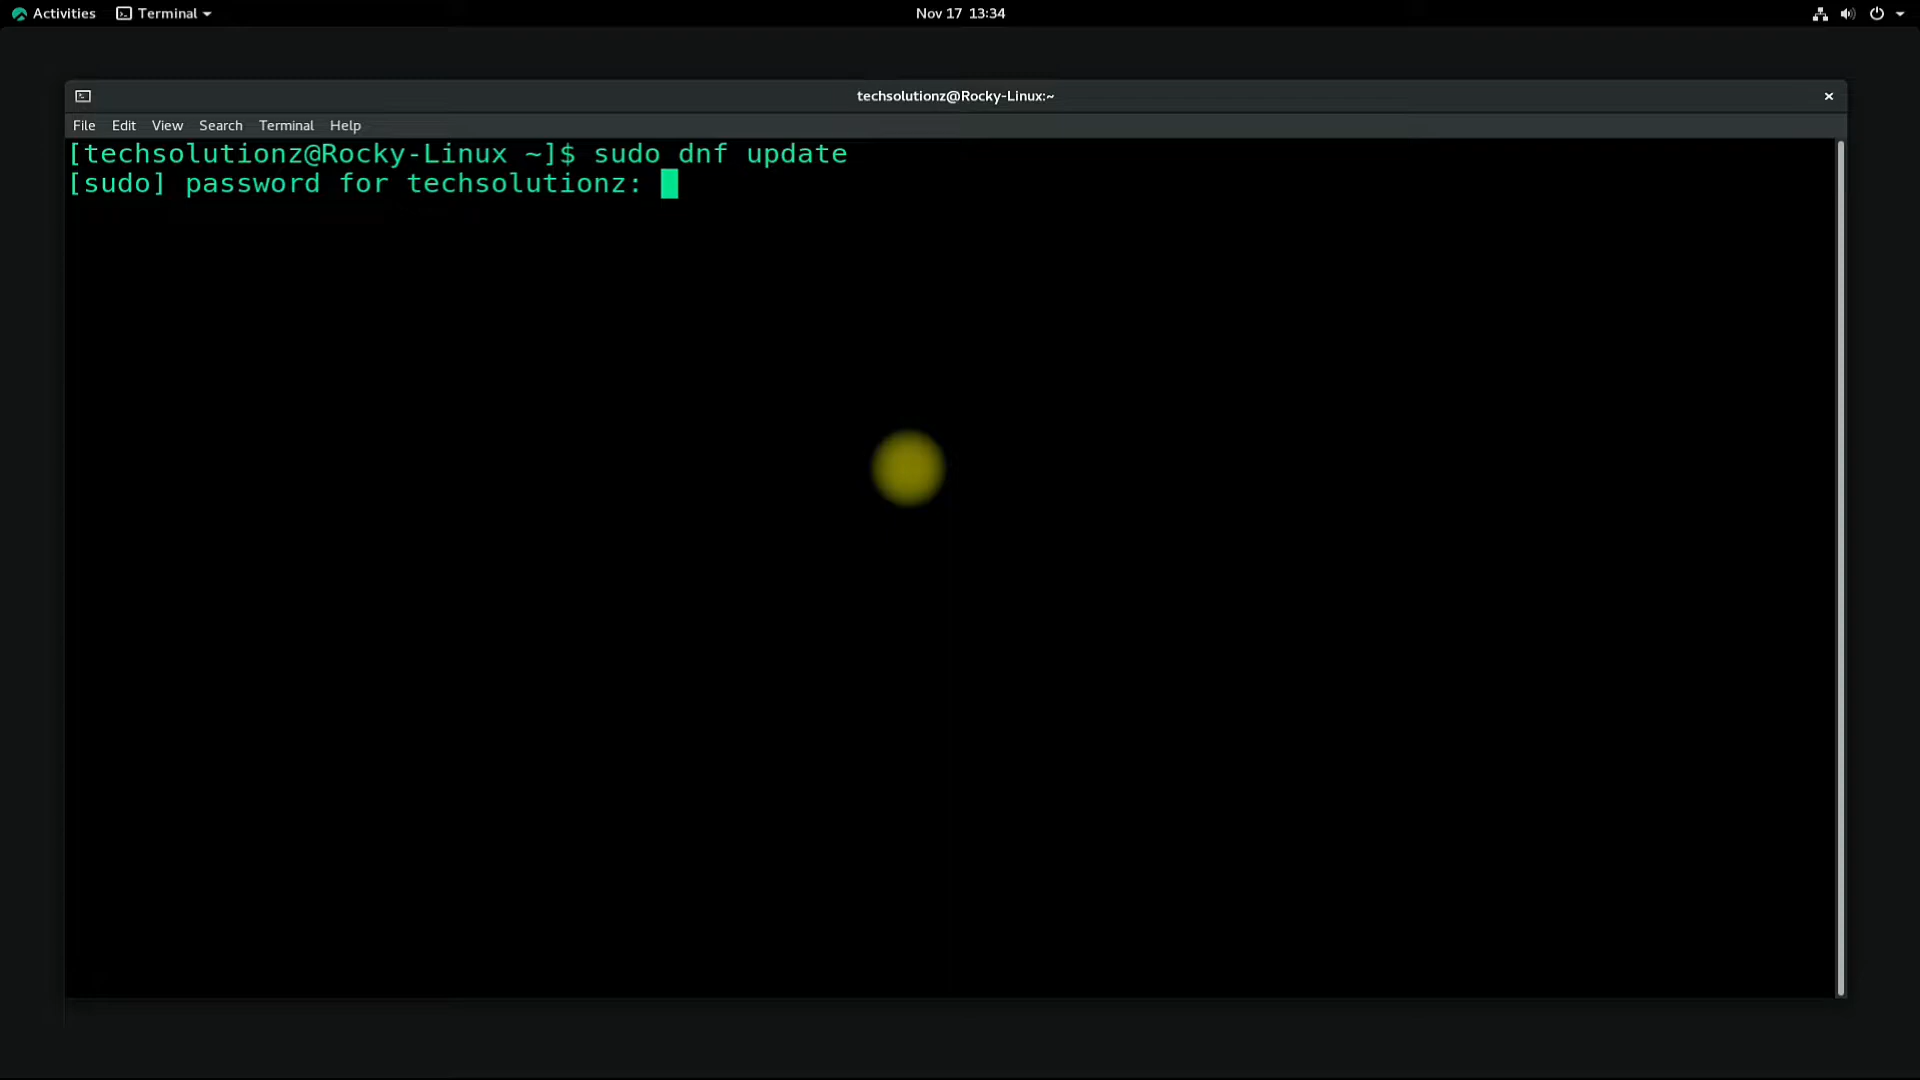 Activities Terminal Nov 17 13:34
techsolutionz@Rocky-Linux:~ ×
File Edit View Search Terminal Help
[techsolutionz@Rocky-Linux ~]$ sudo dnf update
[sudo] password for techsolutionz: